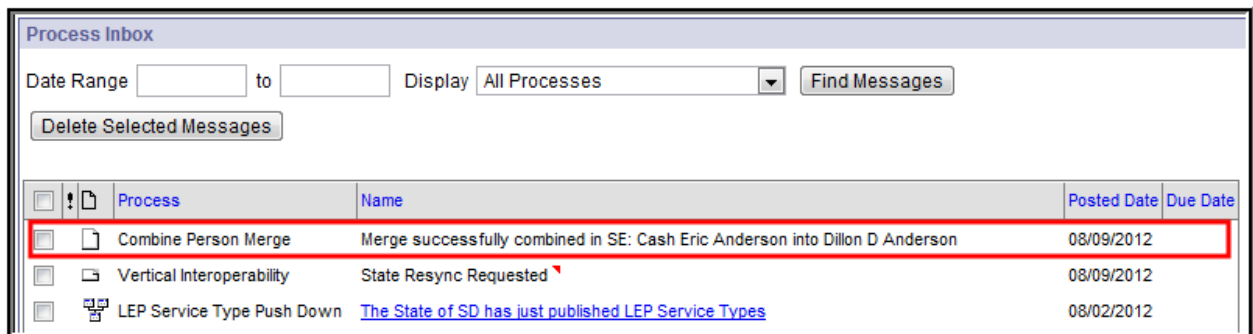 Process Inbox
Date Range to Display All Processes Find Messages
Delete Selected Messages
! Process Name Posted Date Due Date
Combine Person Merge Merge successfully combined in SE: Cash Eric Anderson into Dillon D Anderson 08/09/2012
Vertical Interoperability State Resync Requested 08/09/2012
LEP Service Type Push Down The State of SD has just published LEP Service Types 08/02/2012